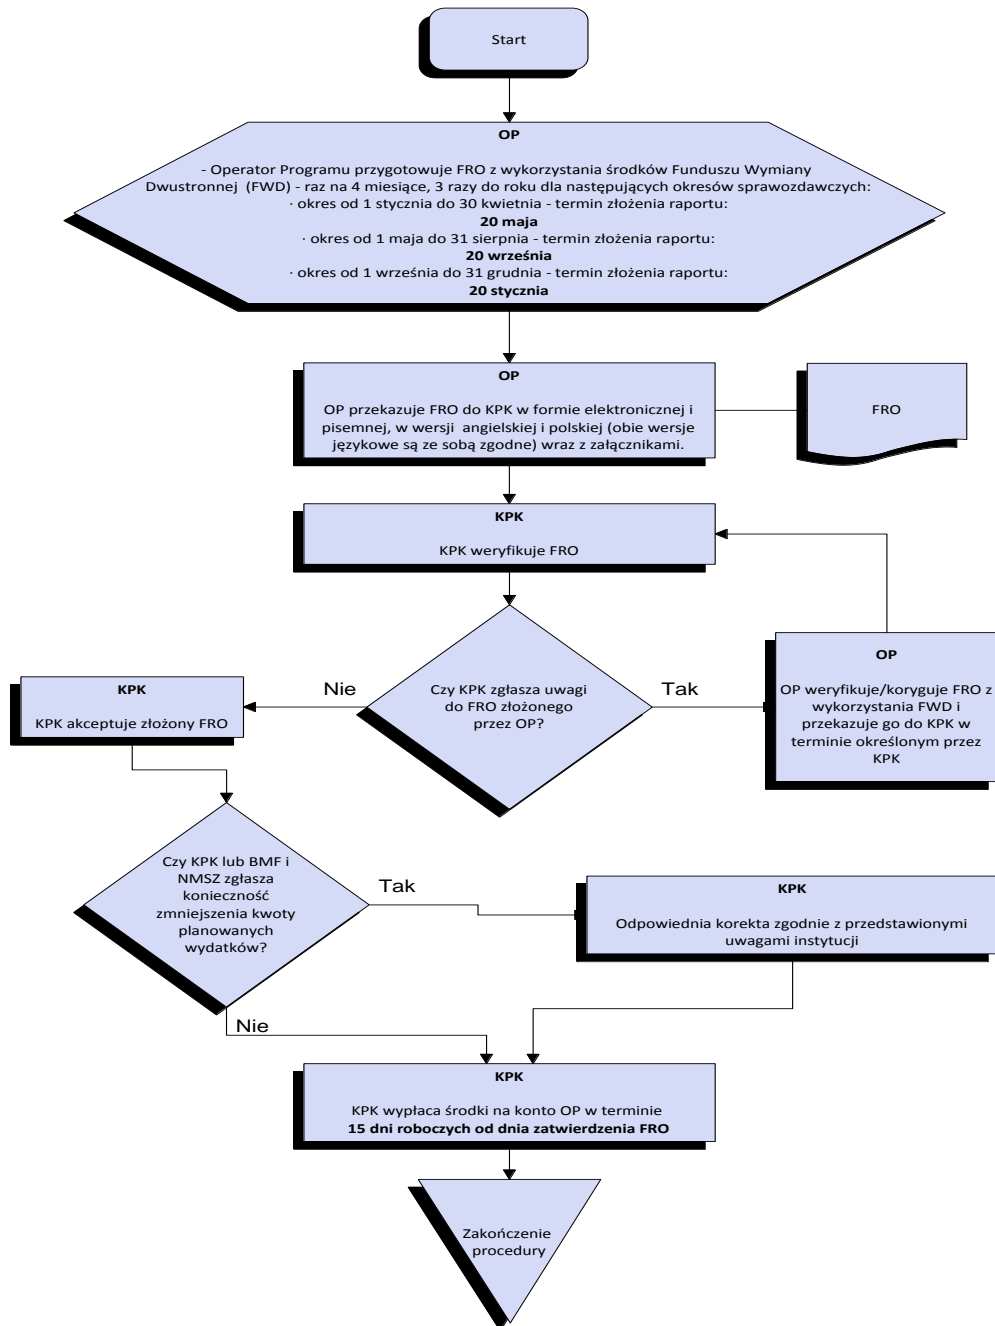 Start
OP
- Operator Programu przygotowuje FRO z wykorzystania środków Funduszu Wymiany
Dwustronnej (FWD) - raz na 4 miesiące, 3 razy do roku dla następujących okresów sprawozdawczych:
· okres od 1 stycznia do 30 kwietnia - termin złożenia raportu:
20 maja
· okres od 1 maja do 31 sierpnia - termin złożenia raportu:
20 września
· okres od 1 września do 31 grudnia - termin złożenia raportu:
20 stycznia
OP
OP przekazuje FRO do KPK w formie elektronicznej i
pisemnej, w wersji angielskiej i polskiej (obie wersje
językowe są ze sobą zgodne) wraz z załącznikami.
FRO
KPK
KPK weryfikuje FRO
Czy KPK zgłasza uwagi
do FRO złożonego
przez OP?
Nie
Tak
OP
OP weryfikuje/koryguje FRO z
wykorzystania FWD i
przekazuje go do KPK w
terminie określonym przez
KPK
KPK
KPK akceptuje złożony FRO
Czy KPK lub BMF i
NMSZ zgłasza
konieczność
zmniejszenia kwoty
planowanych
wydatków?
Tak
KPK
Odpowiednia korekta zgodnie z przedstawionymi
uwagami instytucji
Nie
KPK
KPK wypłaca środki na konto OP w terminie
15 dni roboczych od dnia zatwierdzenia FRO
Zakończenie
procedury